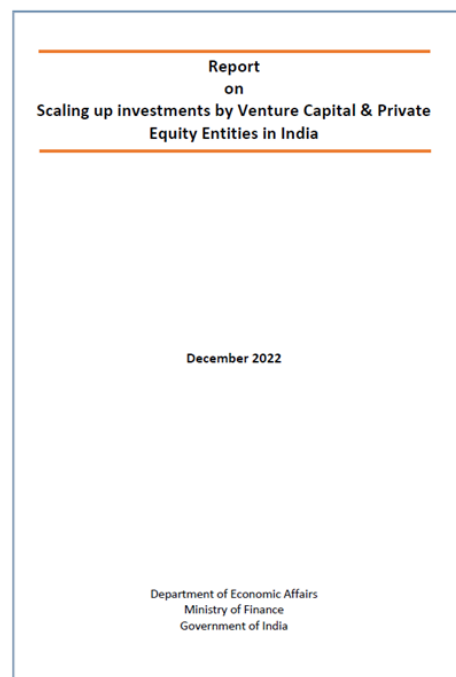 Report
on
Scaling up investments by Venture Capital & Private
Equity Entities in India
December 2022
Department of Economic Affairs
Ministry of Finance
Government of India